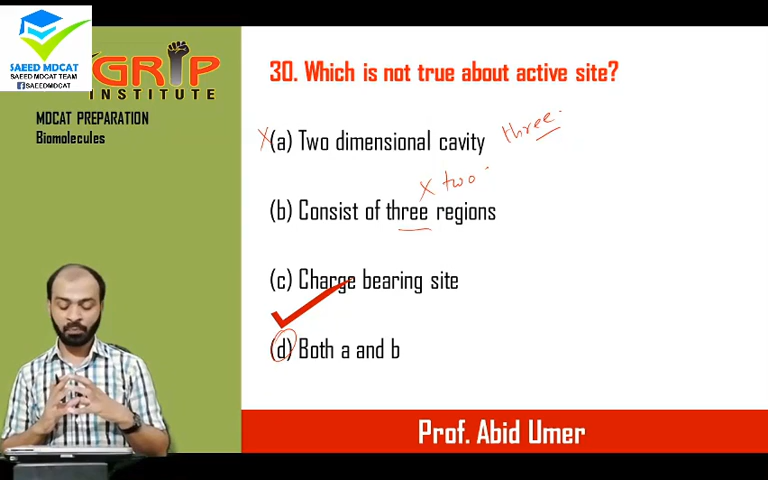 SAEED MDCAT
SAEED MDCAT TEAM
SAEEDMDCAT
GRIP
INSTITUTE
MDCAT PREPARATION
Biomolecules
30. Which is not true about active site?
X (a) Two dimensional cavity three
X two
(b) Consist of three regions
(c) Charge bearing site
(d) Both a and b
Prof. Abid Umer